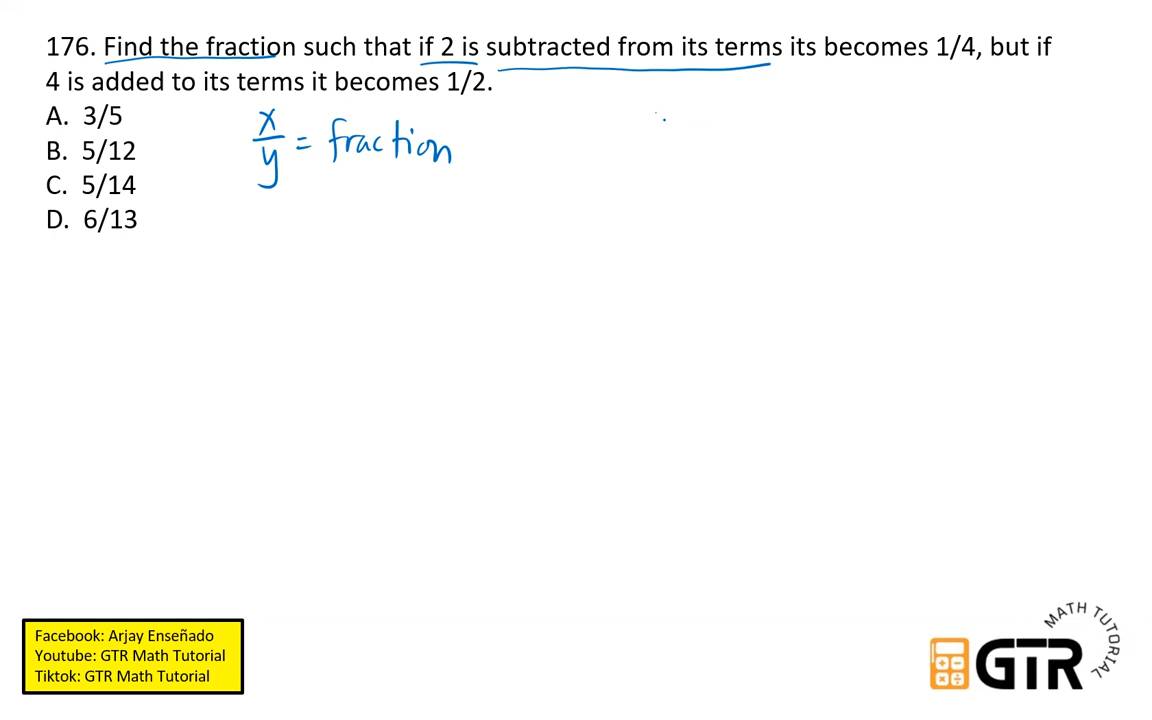 176. Find the fraction such that if 2 is subtracted from its terms its becomes 1/4, but if
4 is added to its terms it becomes 1/2.
A. 3/5
B. 5/12
C. 5/14
D. 6/13
x/y = fraction
Facebook: Arjay Enseñado
Youtube: GTR Math Tutorial
Tiktok: GTR Math Tutorial
MATH TUTORIAL
GTR